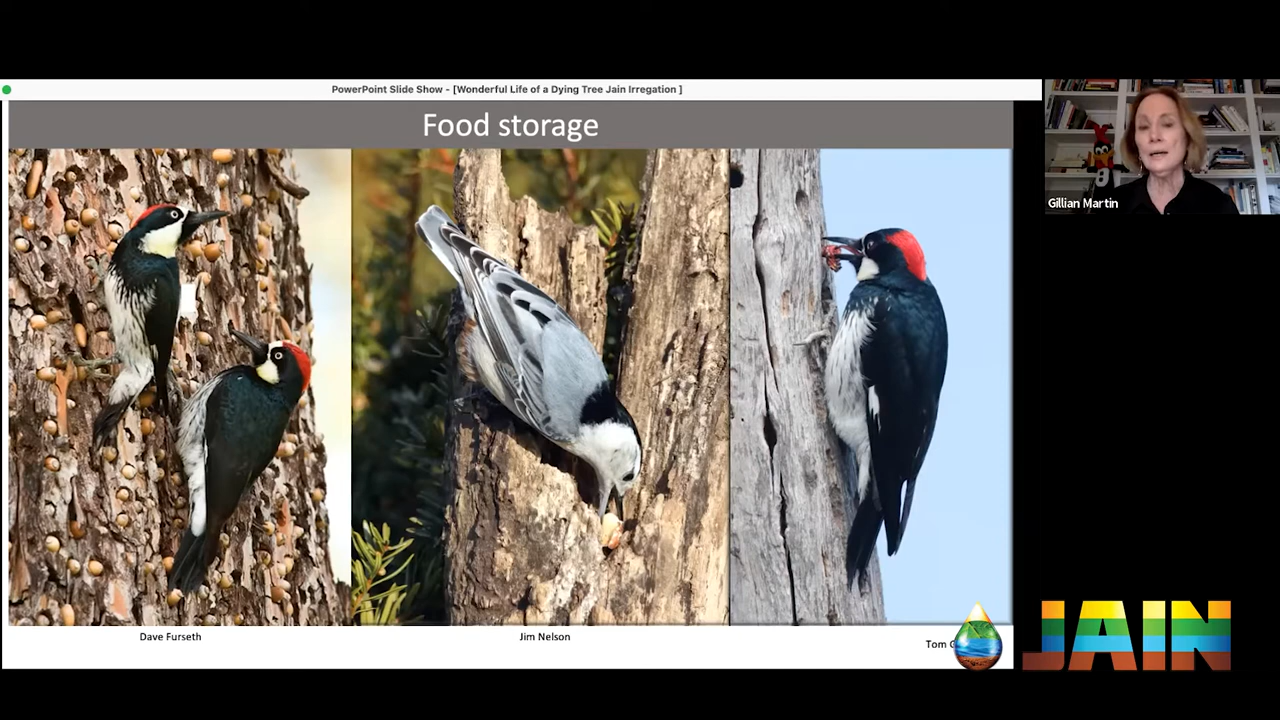 PowerPoint Slide Show - [Wonderful Life of a Dying Tree Jain Irregation ]
Food storage
Gillian Martin
Dave Furseth
Jim Nelson
Tom
JAIN